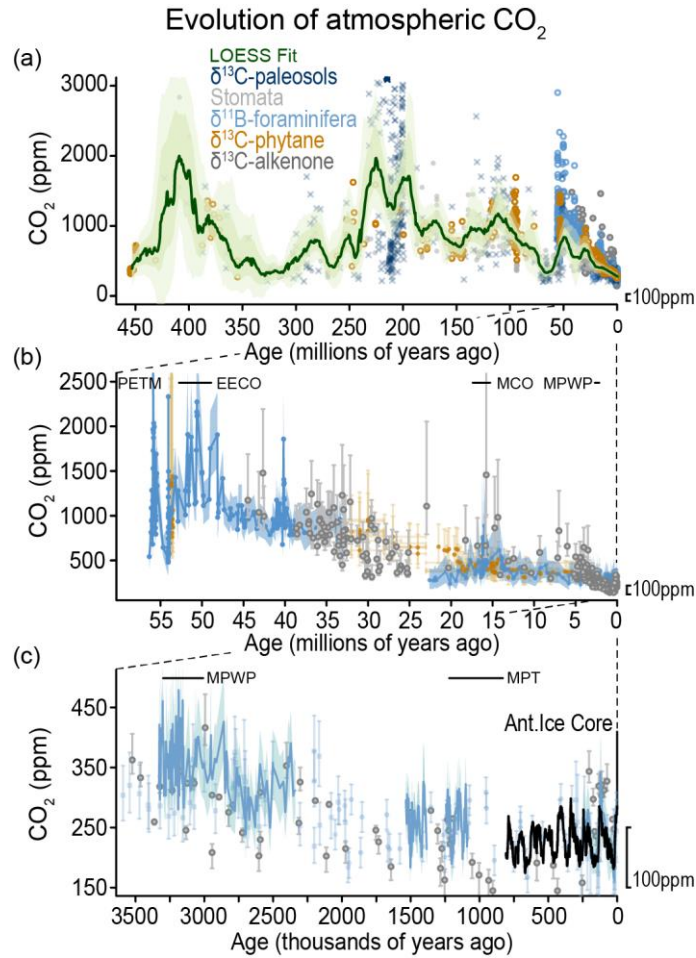 Evolution of atmospheric CO₂
(a)
LOESS Fit
δ¹³C-paleosols
Stomata
δ¹¹B-foraminifera
δ¹³C-phytane
δ¹³C-alkenone
3000
2000
1000
0
CO₂ (ppm)
100ppm
450 400 350 300 250 200 150 100 50 0
Age (millions of years ago)
(b)
2500
2000
1500
1000
500
CO₂ (ppm)
PETM EECO MCO MPWP
100ppm
55 50 45 40 35 30 25 20 15 10 5 0
Age (millions of years ago)
(c)
450
350
250
150
CO₂ (ppm)
MPWP MPT
Ant.Ice Core
100ppm
3500 3000 2500 2000 1500 1000 500 0
Age (thousands of years ago)